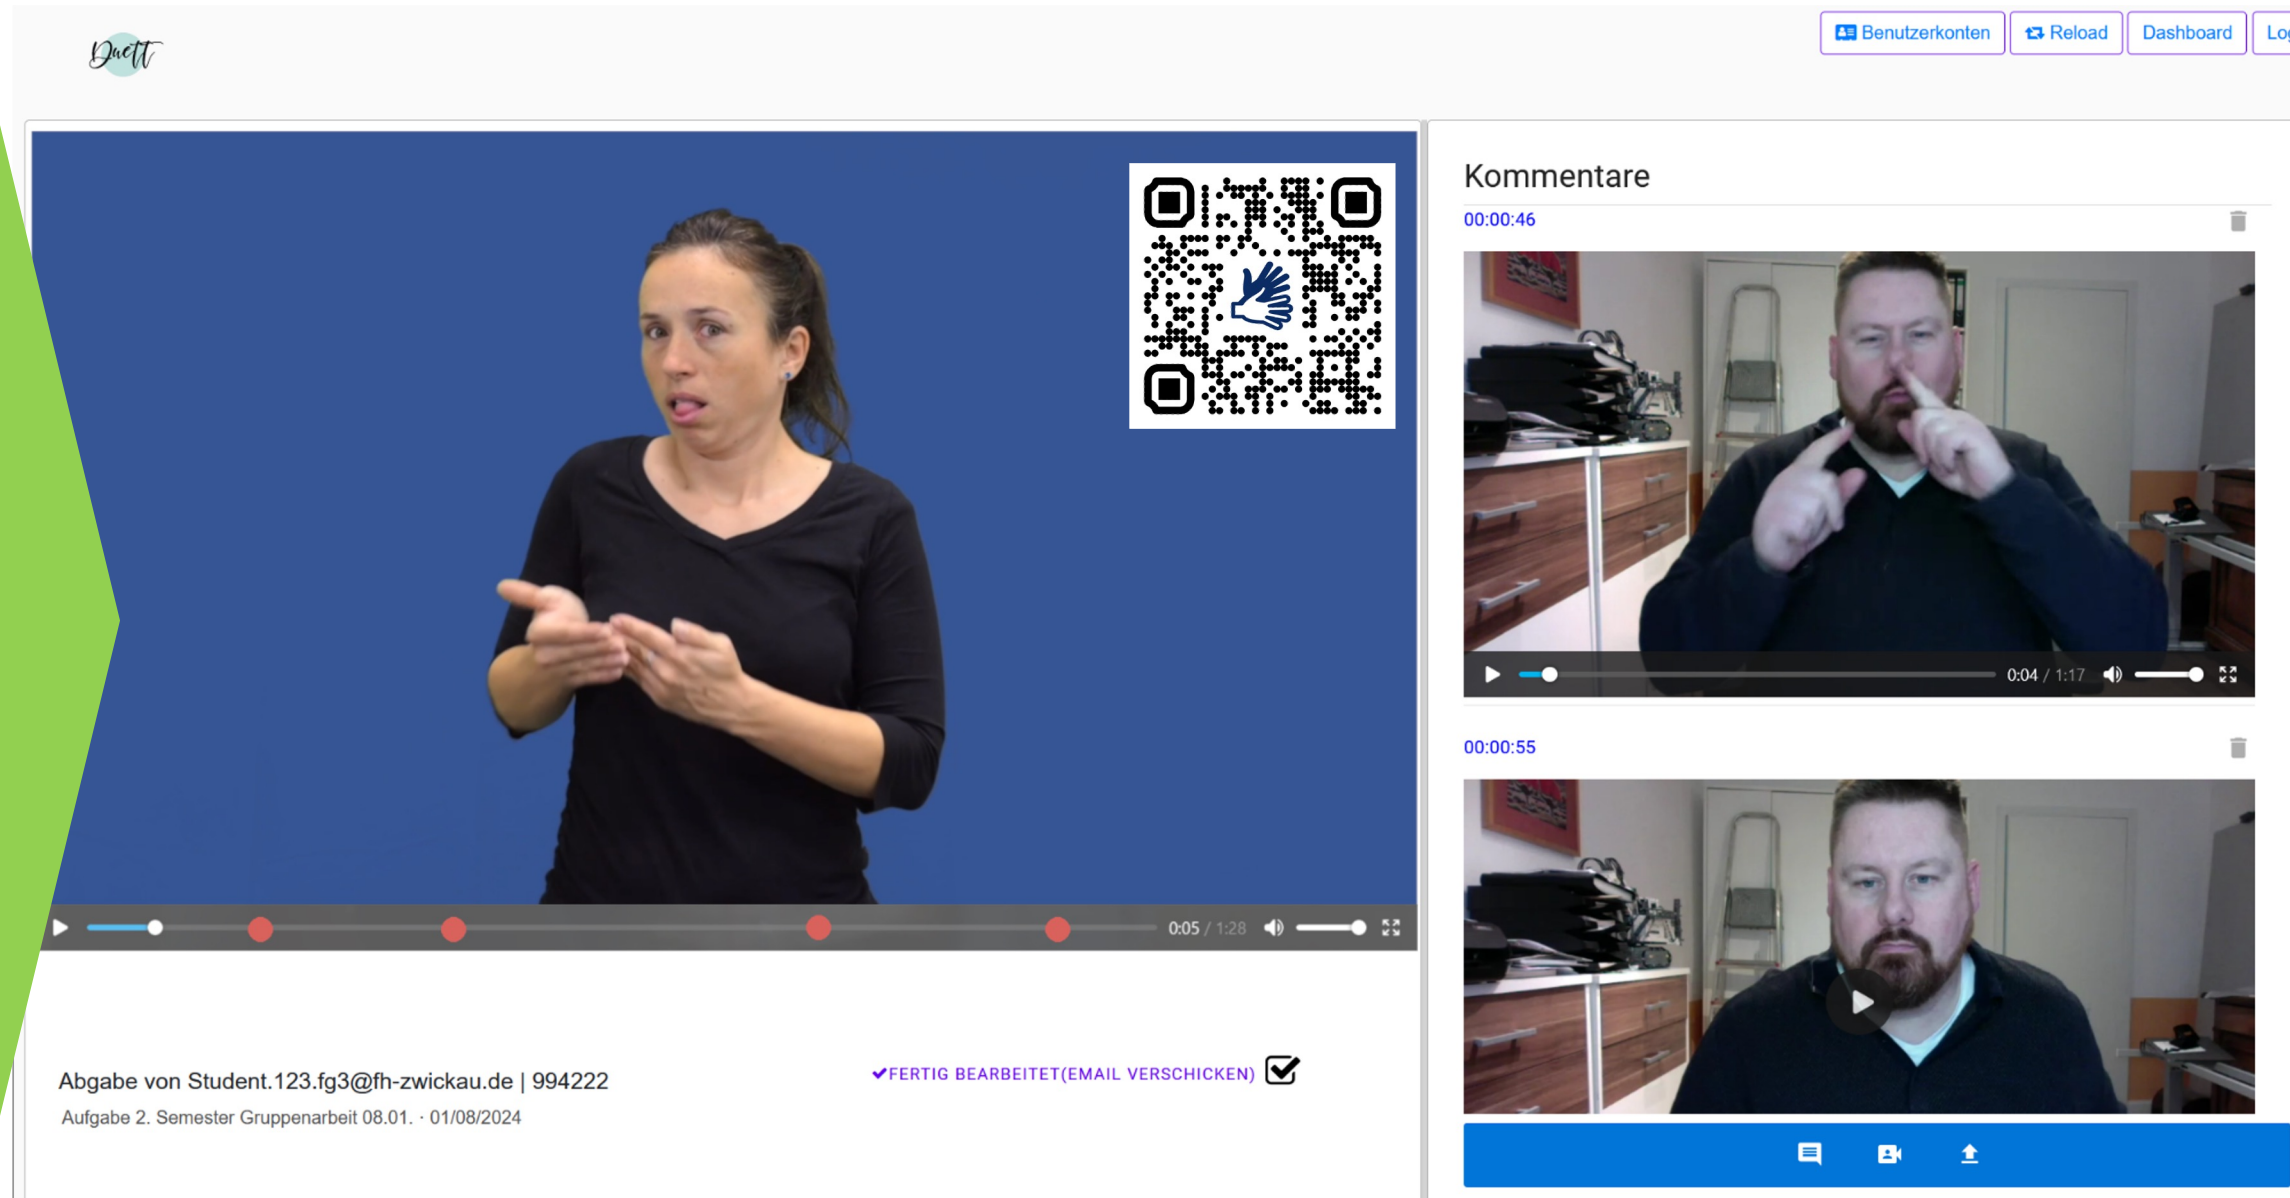 Duett
Benutzerkonten
Reload
Dashboard
Kommentare
00:00:46
0:04 / 1:17
00:00:55
0:05 / 1:28
Abgabe von Student.123.fg3@fh-zwickau.de | 994222
FERTIG BEARBEITET(EMAIL VERSCHICKEN)
Aufgabe 2. Semester Gruppenarbeit 08.01. · 01/08/2024